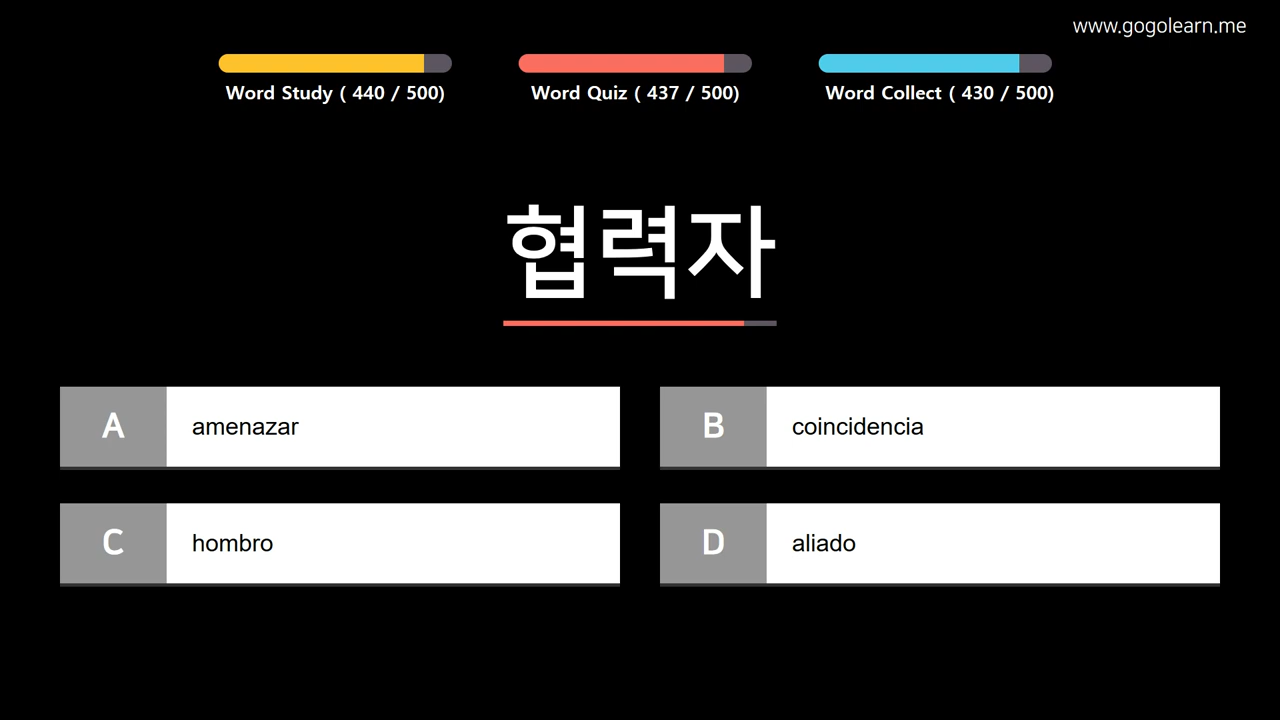 www.gogolearn.me
Word Study ( 440 / 500)
Word Quiz ( 437 / 500)
Word Collect ( 430 / 500)
협력자
A amenazar
B coincidencia
C hombro
D aliado